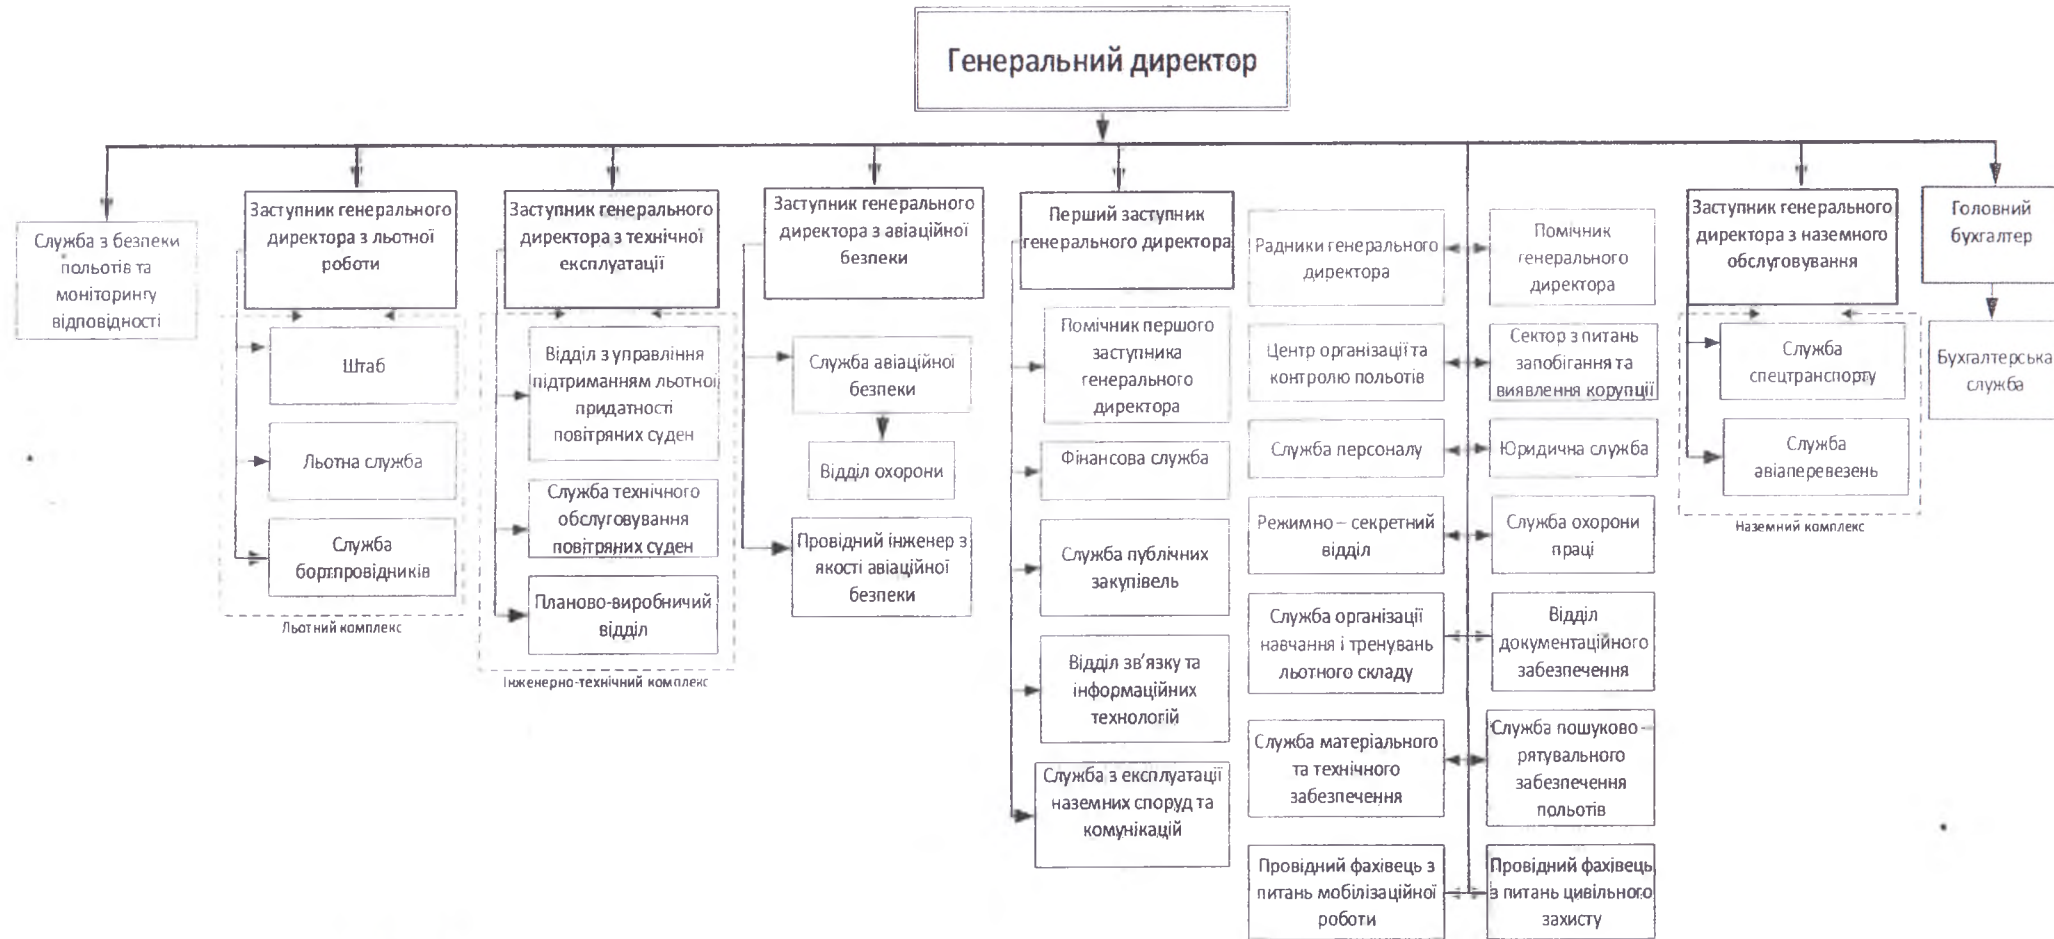 Генеральний директор
Служба з безпеки
польотів та
моніторингу
відповідності
Заступник генерального
директора з льотної
роботи
Штаб
Льотна служба
Служба
бортпровідників
Льотний комплекс
Заступник генерального
директора з технічної
експлуатації
Відділ з управління
підтриманням льотної
придатності
повітряних суден
Служба технічного
обслуговування
повітряних суден
Планово-виробничий
відділ
Інженерно-технічний комплекс
Заступник генерального
директора з авіаційної
безпеки
Служба авіаційної
безпеки
Відділ охорони
Провідний інженер з
якості авіаційної
безпеки
Перший заступник
генерального директора
Помічник першого
заступника
генерального
директора
Фінансова служба
Служба публічних
закупівель
Відділ зв’язку та
інформаційних
технологій
Служба з експлуатації
наземних споруд та
комунікацій
Радники генерального
директора
Центр організації та
контролю польотів
Служба персоналу
Режимно – секретний
відділ
Служба організації
навчання і тренувань
льотного складу
Служба матеріального
та технічного
забезпечення
Провідний фахівець з
питань мобілізаційної
роботи
Помічник
генерального
директора
Сектор з питань
запобігання та
виявлення корупції
Юридична служба
Служба охорони
праці
Відділ
документаційного
забезпечення
Служба пошуково –
рятувального
забезпечення
польотів
Провідний фахівець
з питань цивільного
захисту
Заступник генерального
директора з наземного
обслуговування
Служба
спецтранспорту
Служба
авіаперевезень
Наземний комплекс
Головний
бухгалтер
Бухгалтерська
служба